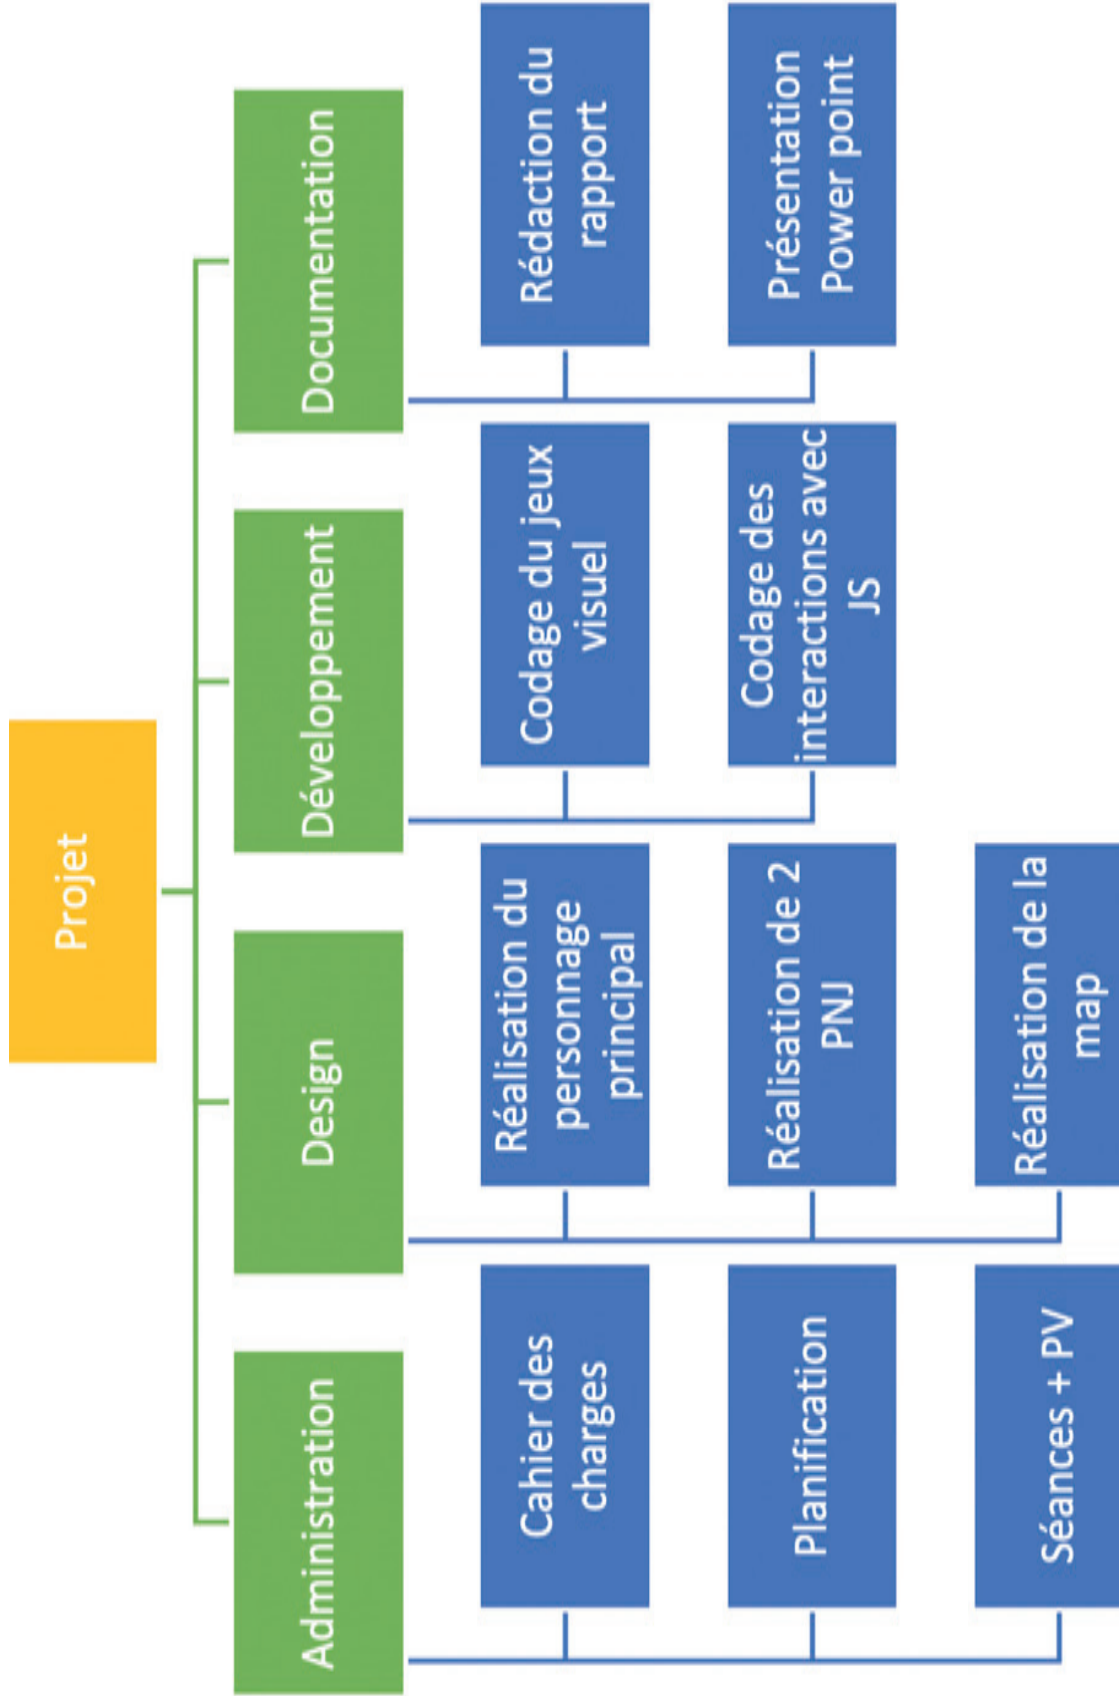 Projet
Administration
Cahier des
charges
Planification
Séances + PV
Design
Réalisation du
personnage
principal
Réalisation de 2
PNJ
Réalisation de la
map
Développement
Codage du jeux
visuel
Codage des
interactions avec
JS
Documentation
Rédaction du
rapport
Présentation
Power point